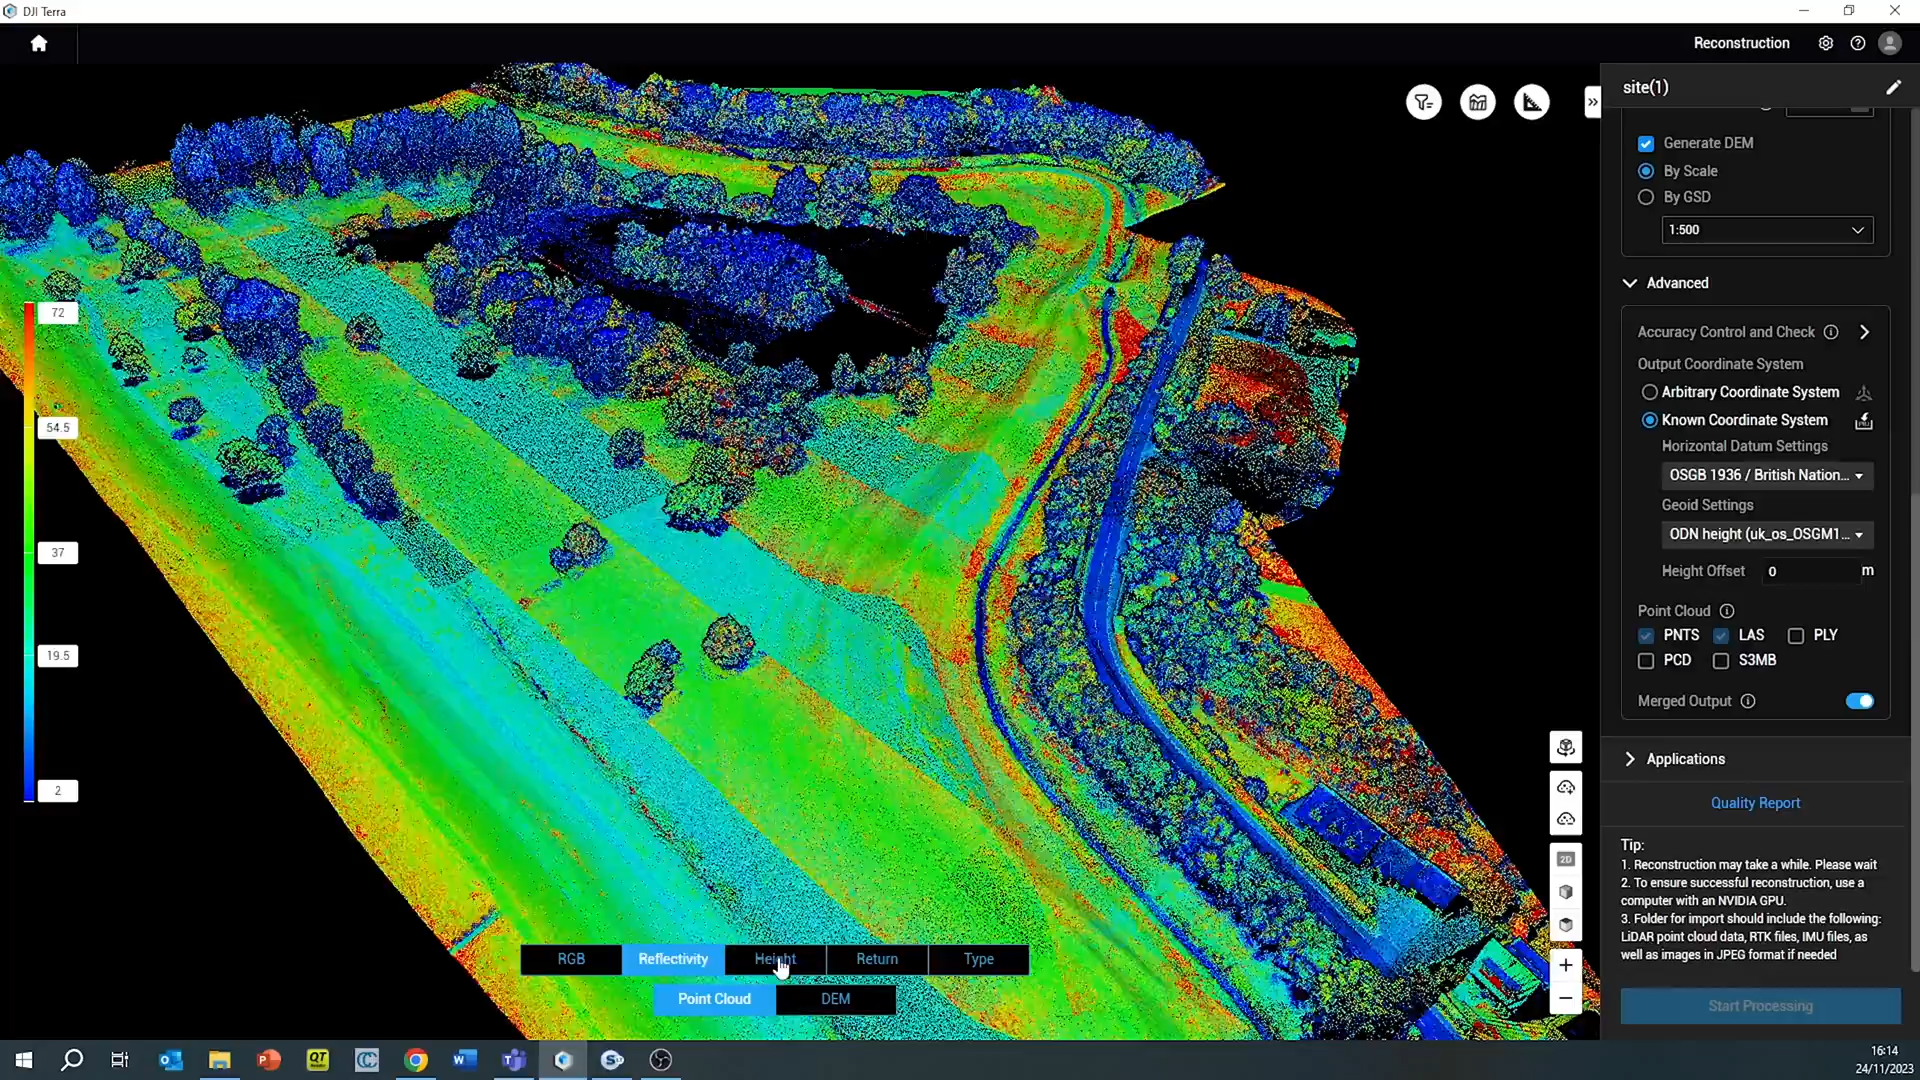 DJI Terra
Reconstruction
site(1)
Generate DEM
By Scale
By GSD
1:500
Advanced
Accuracy Control and Check
Output Coordinate System
Arbitrary Coordinate System
Known Coordinate System
Horizontal Datum Settings
OSGB 1936 / British Nation...
Geoid Settings
ODN height (uk_os_OSGM1...
Height Offset 0 m
Point Cloud
PNTS LAS PLY
PCD S3MB
Merged Output
Applications
Quality Report
Tip:
1. Reconstruction may take a while. Please wait
2. To ensure successful reconstruction, use a
computer with an NVIDIA GPU.
3. Folder for import should include the following:
LiDAR point cloud data, RTK files, IMU files, as
well as images in JPEG format if needed
Start Processing
72
54.5
37
19.5
2
2D
RGB Reflectivity Height Return Type
Point Cloud DEM
16:14
24/11/2023